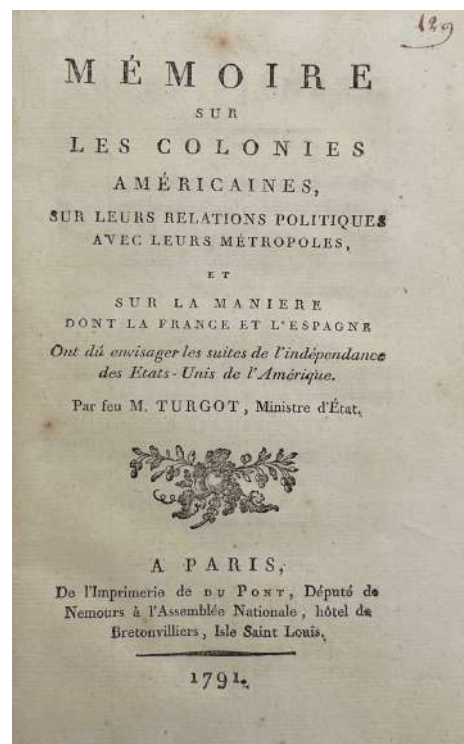 129
MÉMOIRE
SUR
LES COLONIES
AMÉRICAINES,
SUR LEURS RELATIONS POLITIQUES
AVEC LEURS MÉTROPOLES,
ET
SUR LA MANIERE
DONT LA FRANCE ET L'ESPAGNE
Ont dû envisager les suites de l'indépendance
des Etats-Unis de l'Amérique.
Par feu M. TURGOT, Ministre d'État.
A PARIS,
De l'Imprimerie de DU PONT, Député de
Nemours à l'Assemblée Nationale, hôtel de
Bretonvilliers, Isle Saint Louis.
1791.